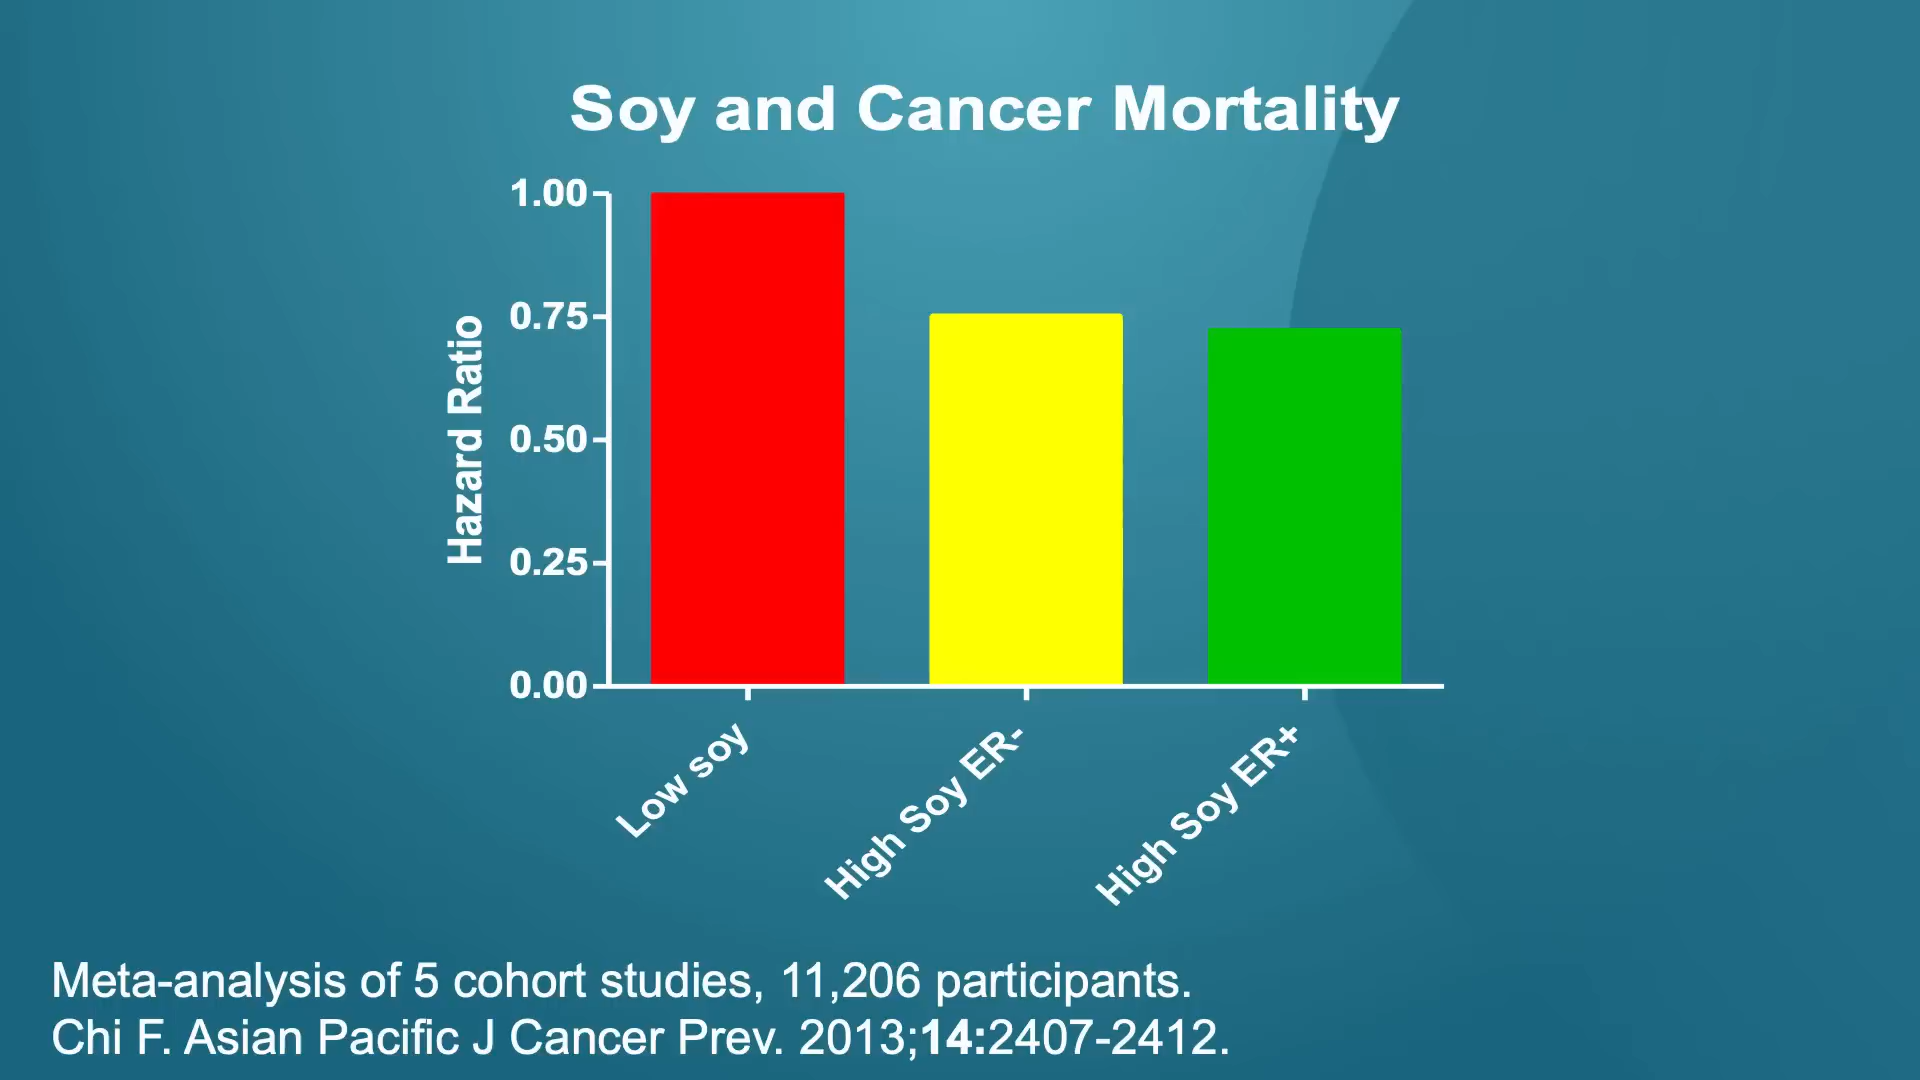 Soy and Cancer Mortality
Hazard Ratio
1.00
0.75
0.50
0.25
0.00
Low soy
High Soy ER-
High Soy ER+
Meta-analysis of 5 cohort studies, 11,206 participants.
Chi F. Asian Pacific J Cancer Prev. 2013;14:2407-2412.